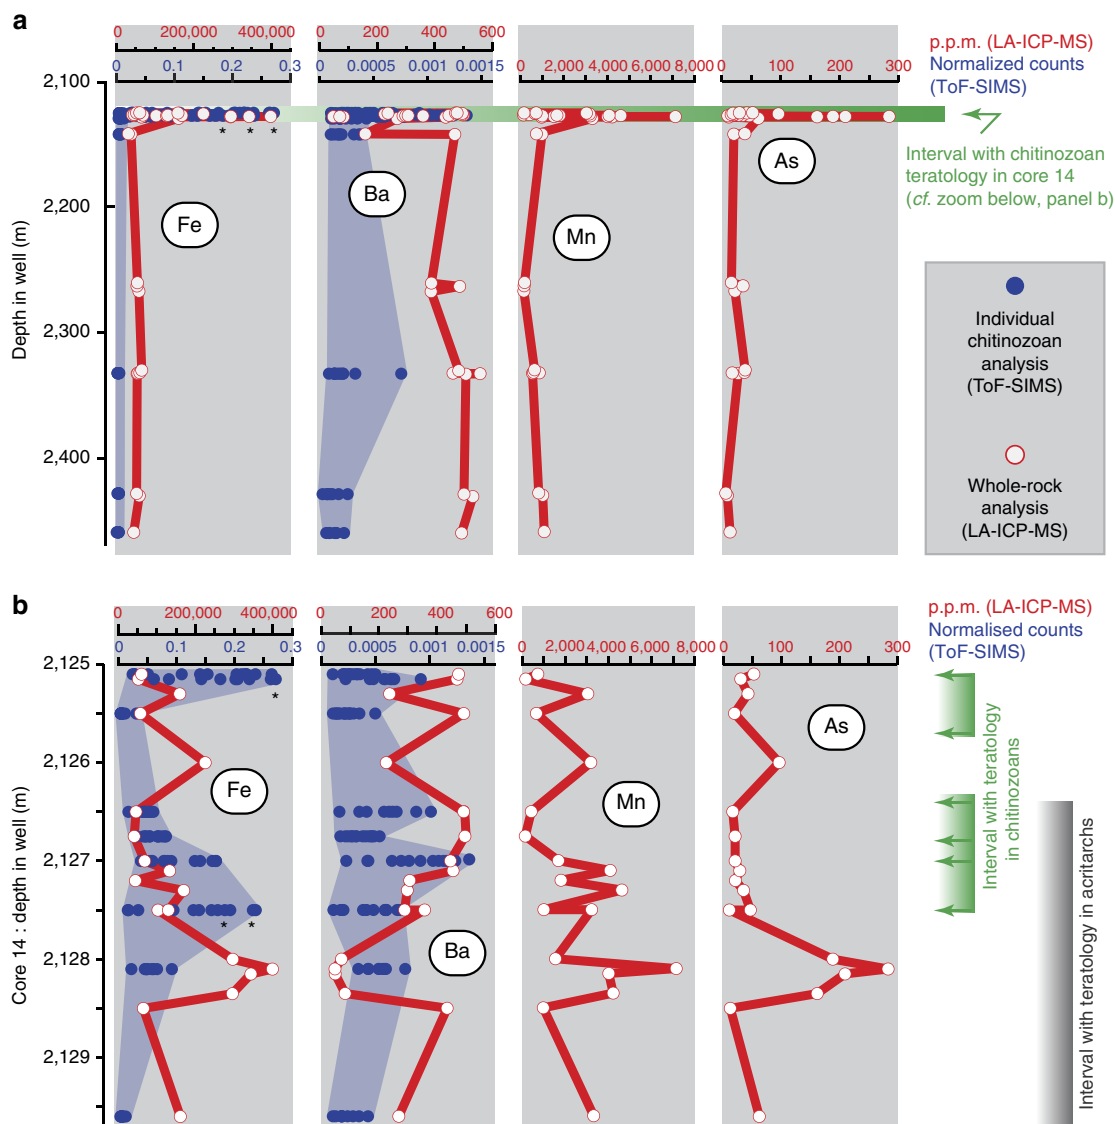 a
0 200,000 400,000
0 0.1 0.2 0.3
0 200 400 600
0 0.0005 0.001 0.0015
0 2,000 4,000 6,000 8,000
0 100 200 300
p.p.m. (LA-ICP-MS)
Normalized counts
(ToF-SIMS)
2,100
2,200
2,300
2,400
Depth in well (m)
* * *
Fe
Ba
Mn
As
Interval with chitinozoan
teratology in core 14
(cf. zoom below, panel b)
Individual
chitinozoan
analysis
(ToF-SIMS)
Whole-rock
analysis
(LA-ICP-MS)
b
0 200,000 400,000
0 0.1 0.2 0.3
0 200 400 600
0 0.0005 0.001 0.0015
0 2,000 4,000 6,000 8,000
0 100 200 300
p.p.m. (LA-ICP-MS)
Normalised counts
(ToF-SIMS)
2,125
2,126
2,127
2,128
2,129
Core 14 : depth in well (m)
*
* *
Fe
Ba
Mn
As
Interval with teratology
in chitinozoans
Interval with teratology in acritarchs